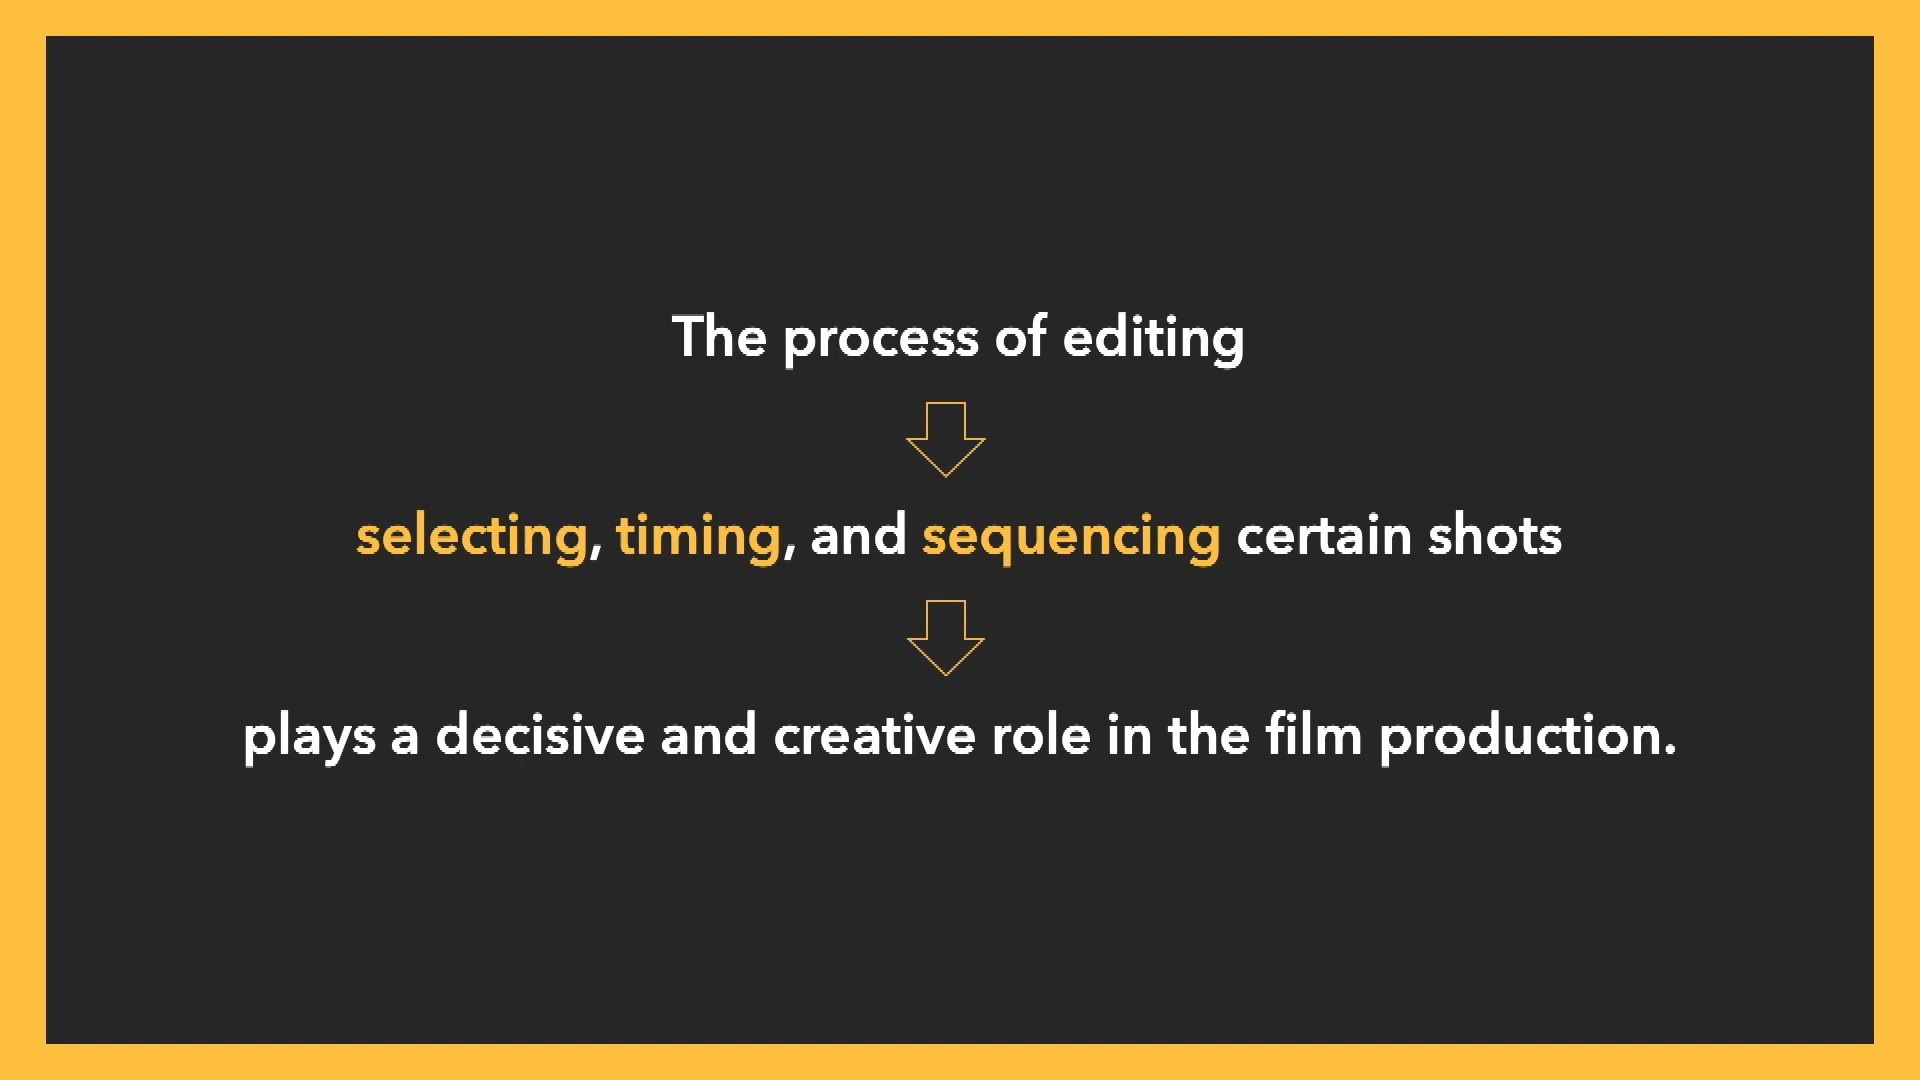 The process of editing
selecting, timing, and sequencing certain shots
plays a decisive and creative role in the film production.